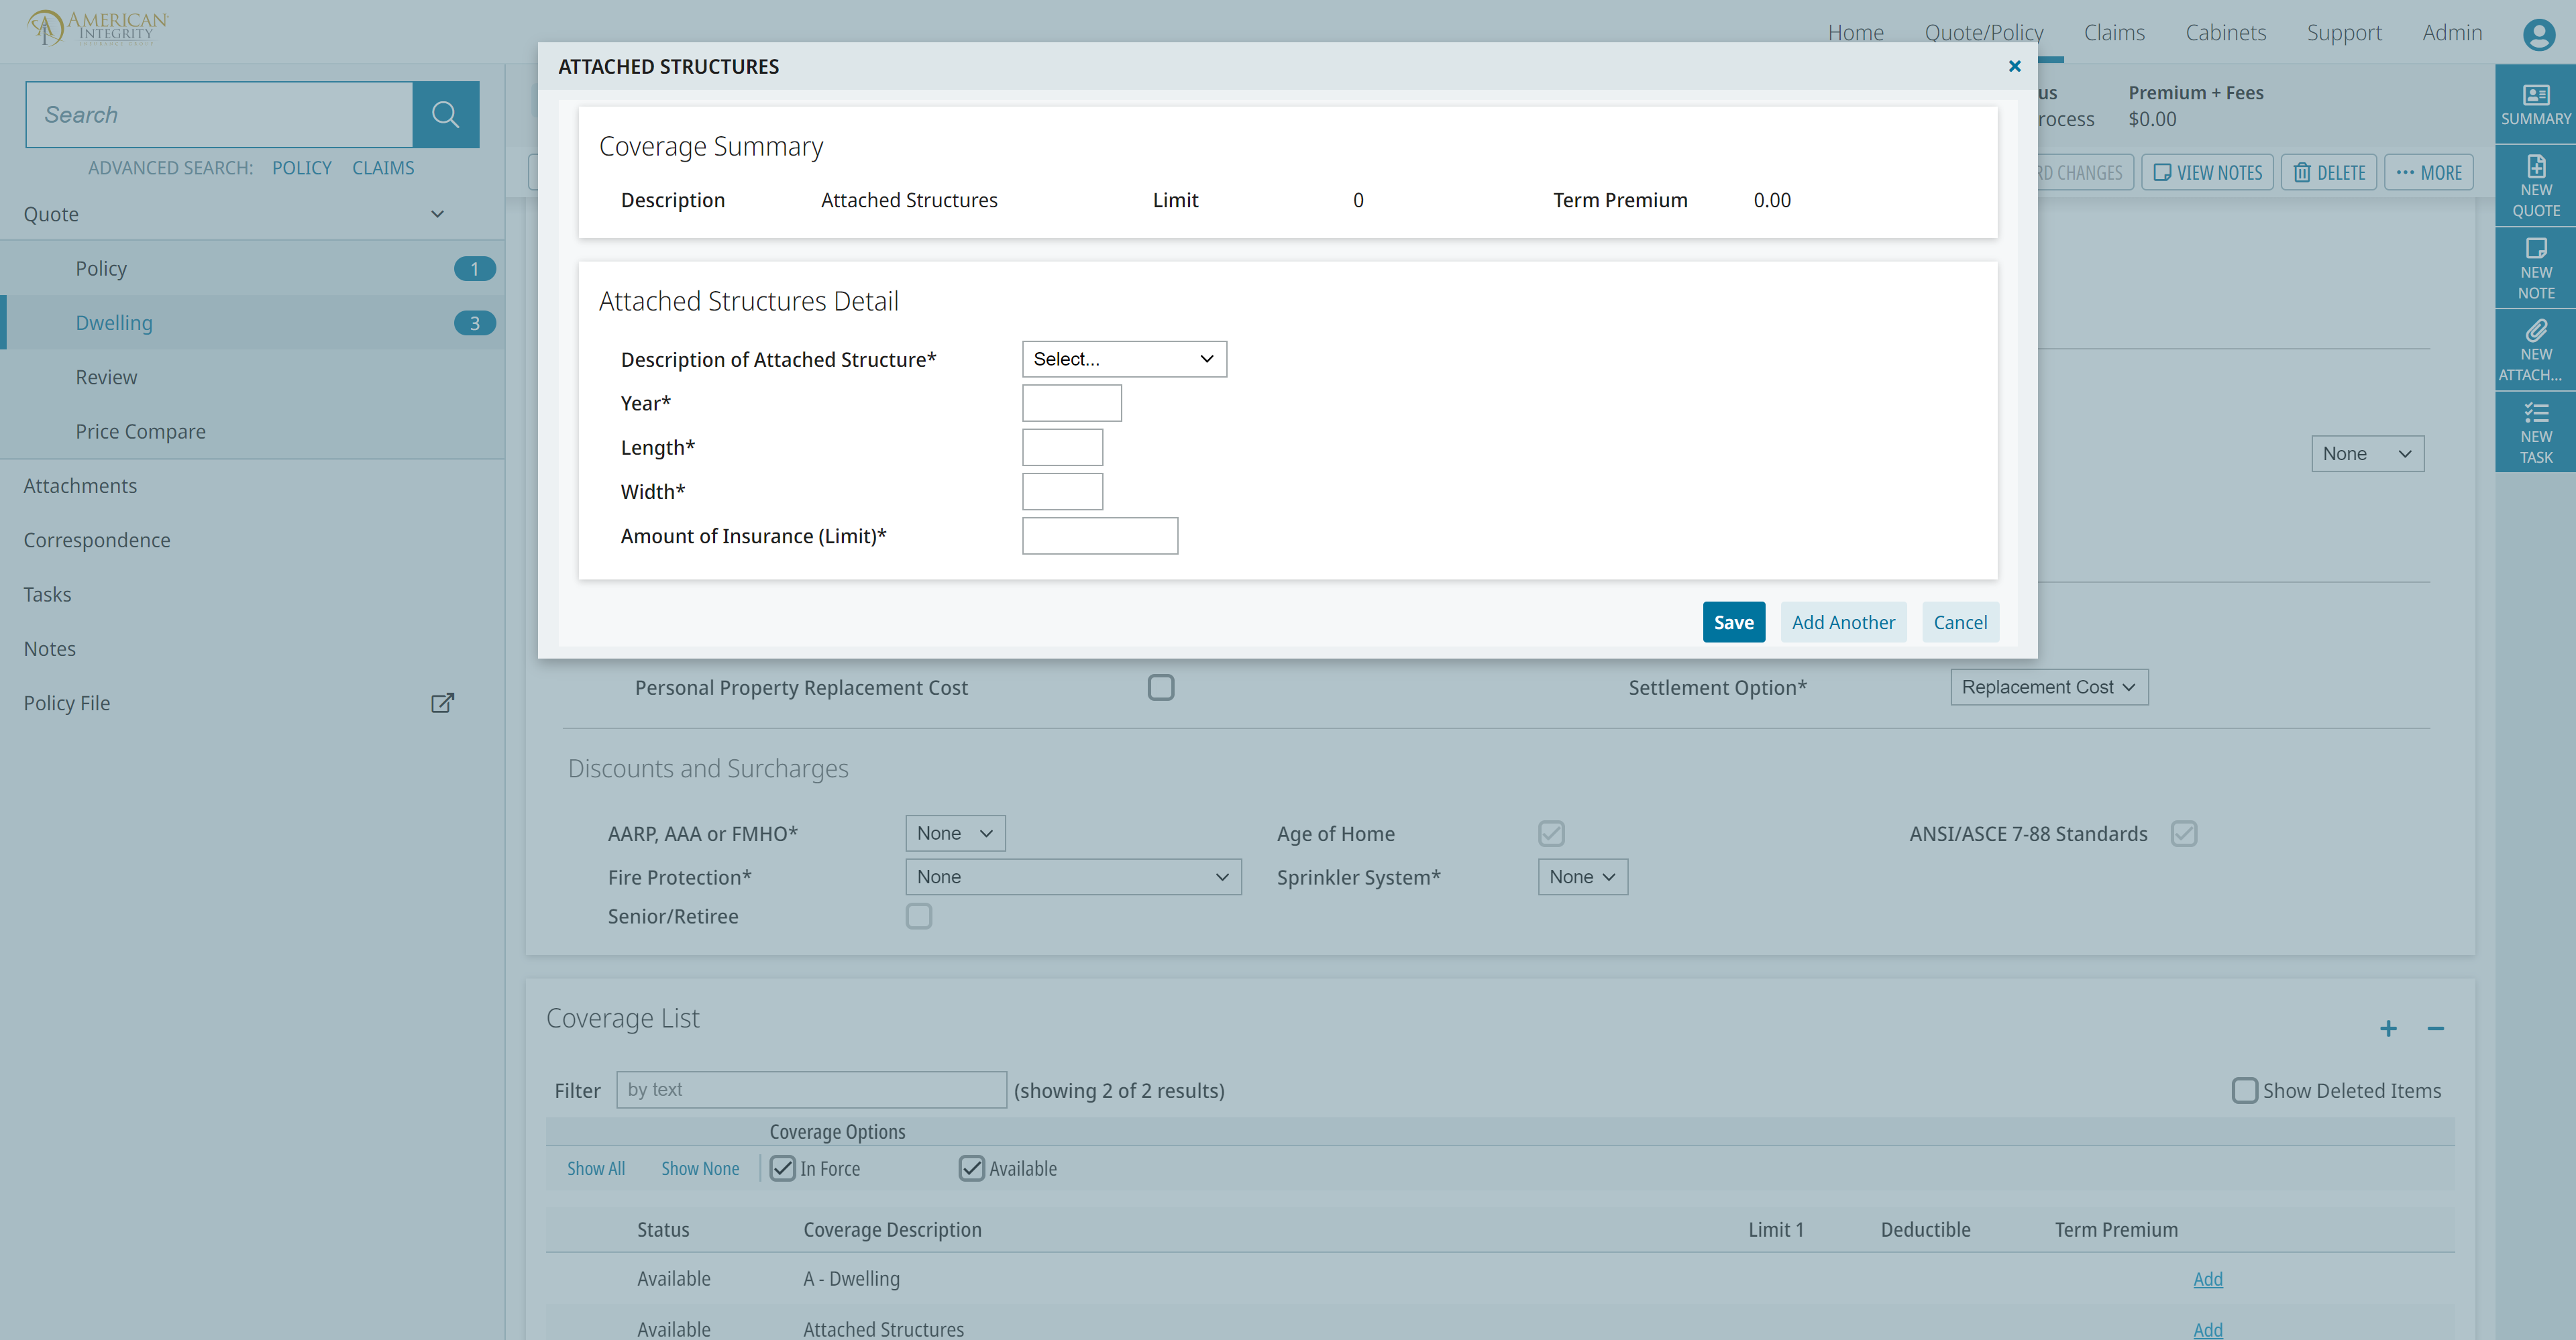 AMERICAN
INTEGRITY
INSURANCE GROUP
Home
Quote/Policy
Claims
Cabinets
Support
Admin
ATTACHED STRUCTURES
Search
us
Premium + Fees
rocess
$0.00
SUMMARY
ADVANCED SEARCH: POLICY CLAIMS
RD CHANGES
VIEW NOTES
DELETE
MORE
NEW
QUOTE
NEW
NOTE
NEW
ATTACH...
NEW
TASK
Quote
Policy 1
Dwelling 3
Review
Price Compare
Attachments
Correspondence
Tasks
Notes
Policy File
Coverage Summary
Description Attached Structures Limit 0 Term Premium 0.00
Attached Structures Detail
Description of Attached Structure* Select...
Year*
Length*
Width*
Amount of Insurance (Limit)*
Save Add Another Cancel
None
Personal Property Replacement Cost Settlement Option* Replacement Cost
Discounts and Surcharges
AARP, AAA or FMHO* None Age of Home ANSI/ASCE 7-88 Standards
Fire Protection* None Sprinkler System* None
Senior/Retiree
Coverage List
Filter by text (showing 2 of 2 results) Show Deleted Items
Coverage Options
Show All Show None In Force Available
Status Coverage Description Limit 1 Deductible Term Premium
Available A - Dwelling Add
Available Attached Structures Add